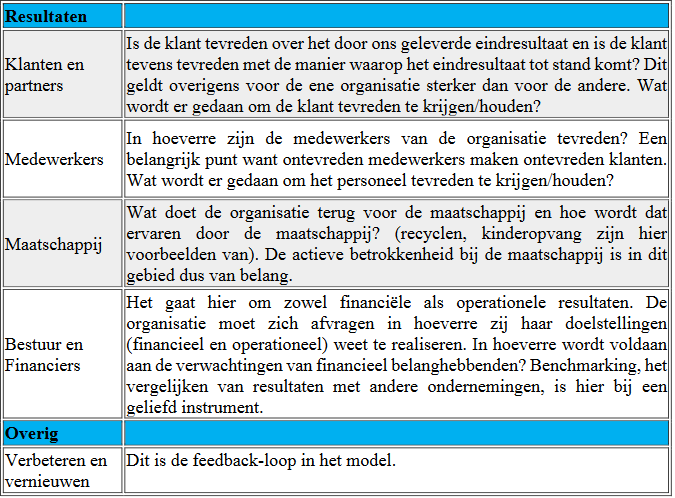 Resultaten
Klanten en
partners
Is de klant tevreden over het door ons geleverde eindresultaat en is de klant
tevens tevreden met de manier waarop het eindresultaat tot stand komt? Dit
geldt overigens voor de ene organisatie sterker dan voor de andere. Wat
wordt er gedaan om de klant tevreden te krijgen/houden?
Medewerkers
In hoeverre zijn de medewerkers van de organisatie tevreden? Een
belangrijk punt want ontevreden medewerkers maken ontevreden klanten.
Wat wordt er gedaan om het personeel tevreden te krijgen/houden?
Maatschappij
Wat doet de organisatie terug voor de maatschappij en hoe wordt dat
ervaren door de maatschappij? (recyclen, kinderopvang zijn hier
voorbeelden van). De actieve betrokkenheid bij de maatschappij is in dit
gebied dus van belang.
Bestuur en
Financiers
Het gaat hier om zowel financiële als operationele resultaten. De
organisatie moet zich afvragen in hoeverre zij haar doelstellingen
(financieel en operationeel) weet te realiseren. In hoeverre wordt voldaan
aan de verwachtingen van financieel belanghebbenden? Benchmarking, het
vergelijken van resultaten met andere ondernemingen, is hier bij een
geliefd instrument.
Overig
Verbeteren en
vernieuwen
Dit is de feedback-loop in het model.